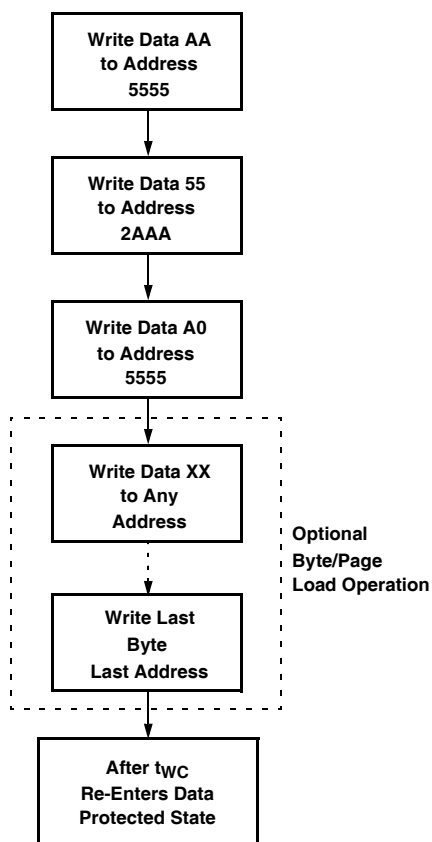 Write Data AA
to Address
5555
Write Data 55
to Address
2AAA
Write Data A0
to Address
5555
Write Data XX
to Any
Address
Optional
Byte/Page
Load Operation
Write Last
Byte
Last Address
After tWC
Re-Enters Data
Protected State